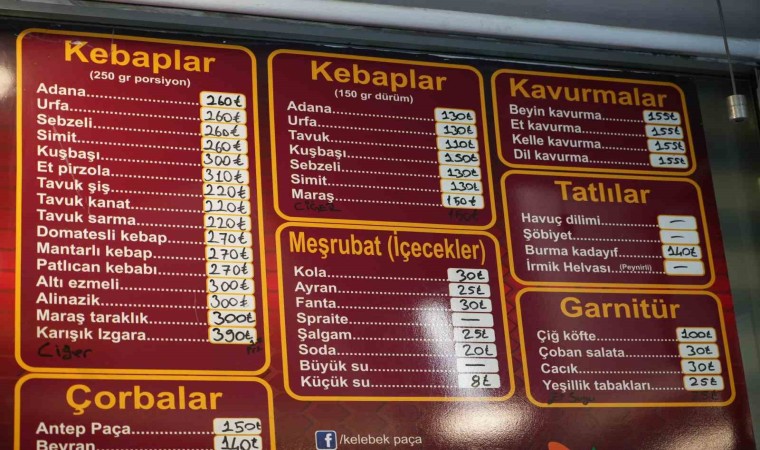 Kebaplar
(250 gr porsiyon)
Adana 260₺
Urfa 260₺
Sebzeli 260₺
Simit 260₺
Kuşbaşı 300₺
Et pirzola 310₺
Tavuk şiş 220₺
Tavuk kanat 220₺
Tavuk sarma 220₺
Domatesli kebap 270₺
Mantarlı kebap 270₺
Patlıcan kebabı 270₺
Altı ezmeli 300₺
Alinazik 300₺
Maraş taraklık 300₺
Karışık Izgara 390₺
Ciğer
Çorbalar
Antep Paça 150₺
Beyran 140₺
Kebaplar
(150 gr dürüm)
Adana 130₺
Urfa 130₺
Tavuk 110₺
Kuşbaşı 150₺
Sebzeli 130₺
Simit 130₺
Maraş 150₺
CİĞER 150
Meşrubat (İçecekler)
Kola 30₺
Ayran 25₺
Fanta 30₺
Spraite —
Şalgam 25₺
Soda 20₺
Büyük su —
Küçük su 8₺
/kelebek paça
Kavurmalar
Beyin kavurma 155₺
Et kavurma 155₺
Kelle kavurma 155₺
Dil kavurma 155₺
Tatlılar
Havuç dilimi —
Şöbiyet —
Burma kadayıf 140₺
İrmik Helvası (Peynirli) —
Garnitür
Çiğ köfte 100₺
Çoban salata 30₺
Cacık 30₺
Yeşillik tabakları 25₺